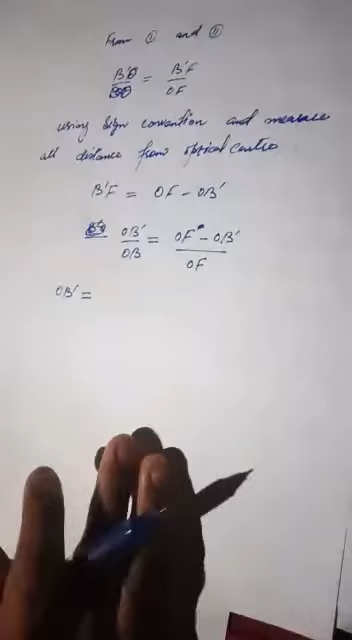 From ① and ②
B'O/BO = B'F/OF
using sign convention and measure
all distance from optical centre
B'F = OF - OB'
OB'/OB = OF - OB'/OF
OB' =